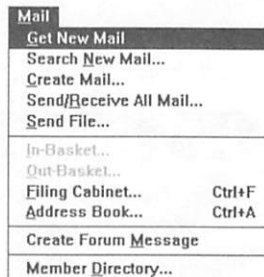 Mail
Get New Mail
Search New Mail...
Create Mail...
Send/Receive All Mail...
Send File...
In-Basket...
Out-Basket...
Filing Cabinet... Ctrl+F
Address Book... Ctrl+A
Create Forum Message
Member Directory...